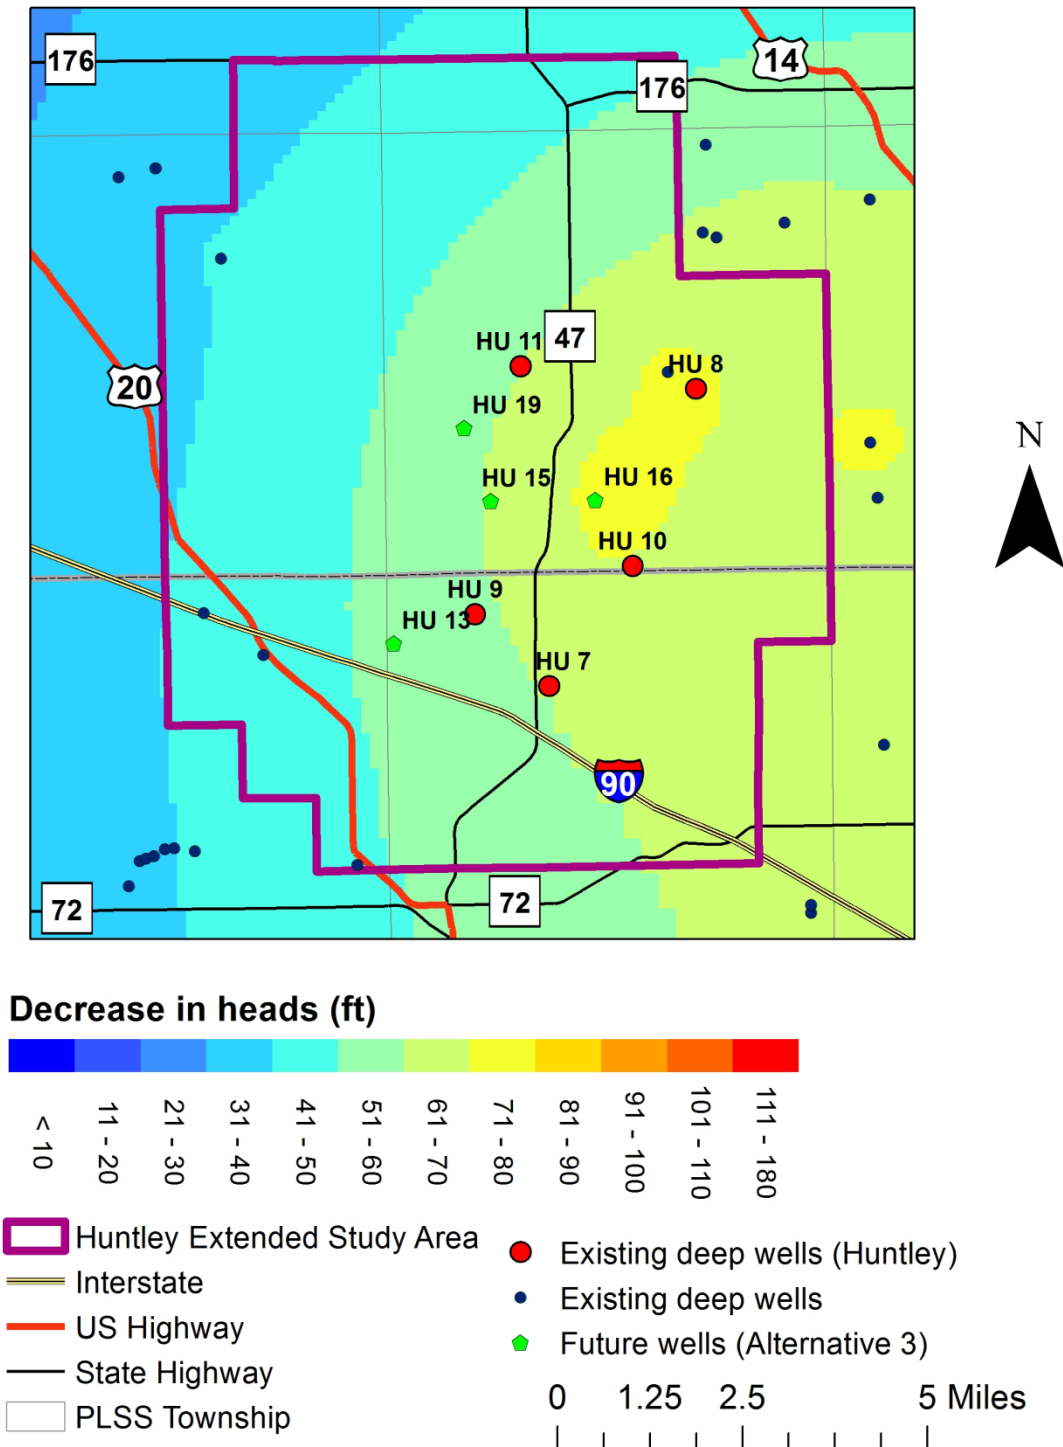 176
14
176
47
HU 11
HU 8
20
HU 19
HU 15
HU 16
N
HU 10
HU 9
HU 13
HU 7
90
72
72
Decrease in heads (ft)
< 10
11 - 20
21 - 30
31 - 40
41 - 50
51 - 60
61 - 70
71 - 80
81 - 90
91 - 100
101 - 110
111 - 180
Huntley Extended Study Area
Interstate
US Highway
State Highway
PLSS Township
Existing deep wells (Huntley)
Existing deep wells
Future wells (Alternative 3)
0 1.25 2.5 5 Miles